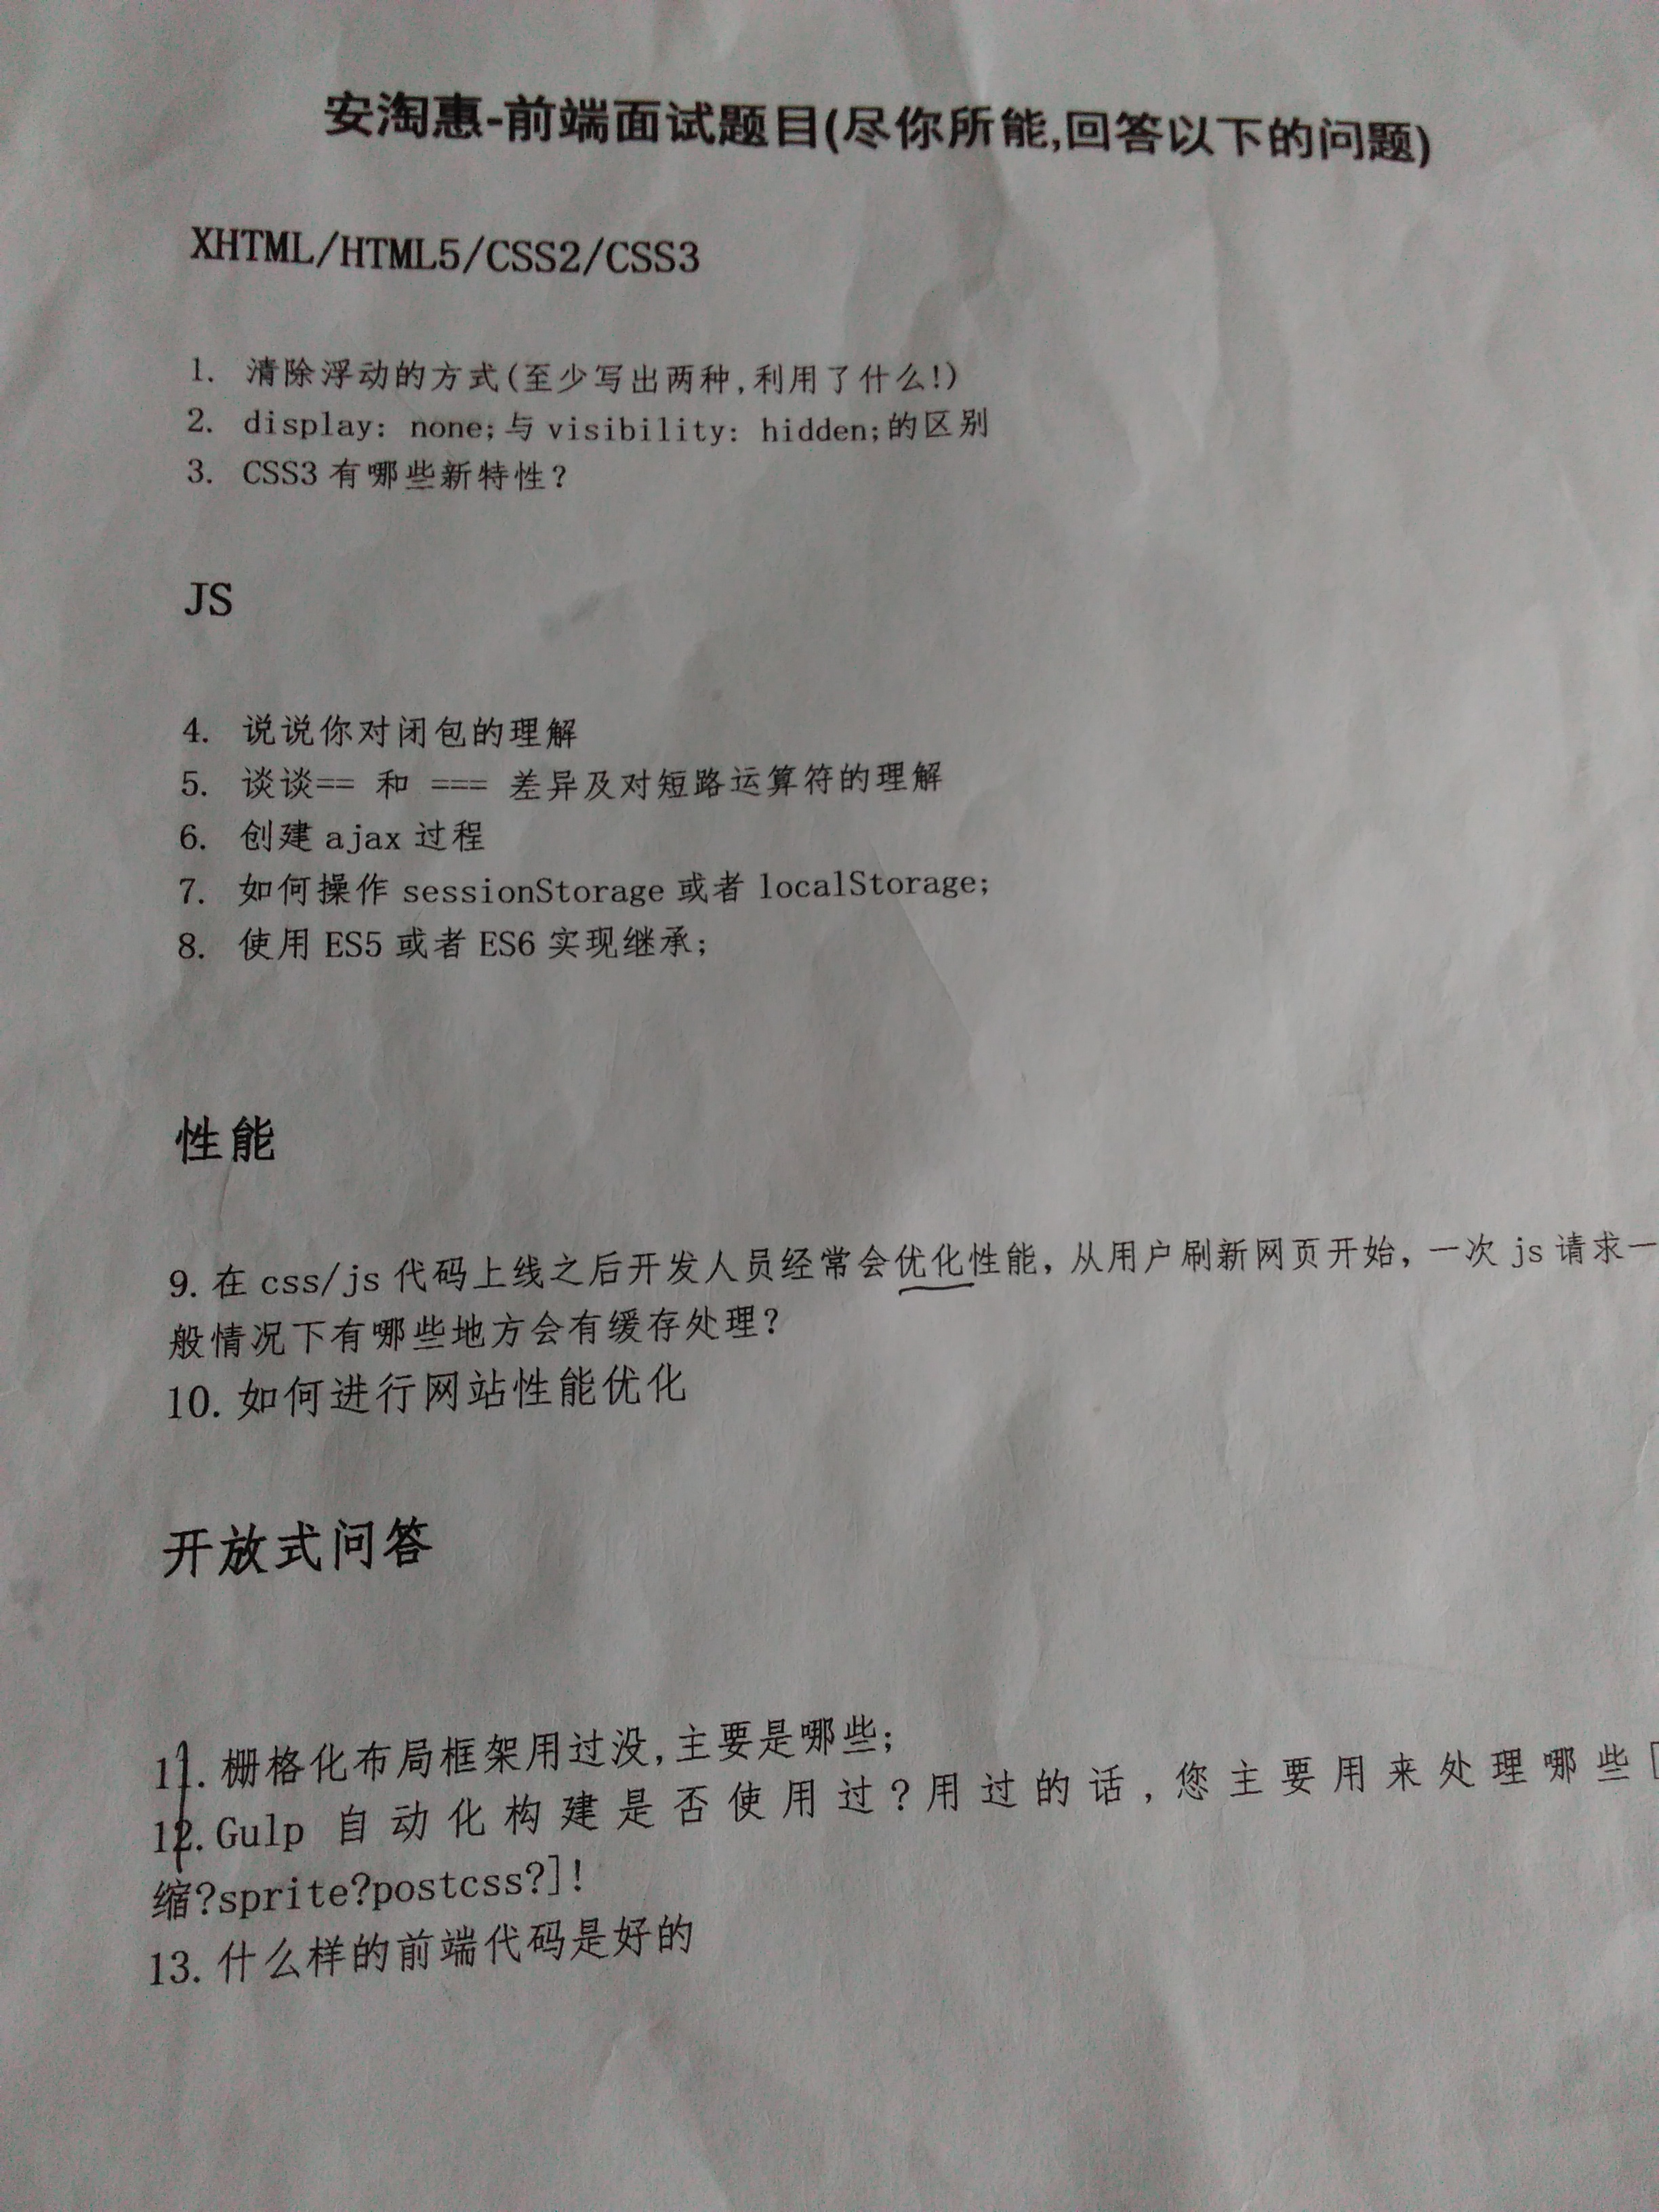 安淘惠-前端面试题目(尽你所能,回答以下的问题)
XHTML/HTML5/CSS2/CSS3
1. 清除浮动的方式(至少写出两种,利用了什么!)
2. display: none;与 visibility: hidden;的区别
3. CSS3 有哪些新特性?
JS
4. 说说你对闭包的理解
5. 谈谈== 和 === 差异及对短路运算符的理解
6. 创建 ajax 过程
7. 如何操作 sessionStorage 或者 localStorage;
8. 使用 ES5 或者 ES6 实现继承;
性能
9. 在 css/js 代码上线之后开发人员经常会优化性能, 从用户刷新网页开始, 一次 js 请求一
般情况下有哪些地方会有缓存处理?
10. 如何进行网站性能优化
开放式问答
11. 栅格化布局框架用过没,主要是哪些;
12. Gulp 自动化构建是否使用过?用过的话,您主要用来处理哪些[
缩?sprite?postcss?]!
13. 什么样的前端代码是好的